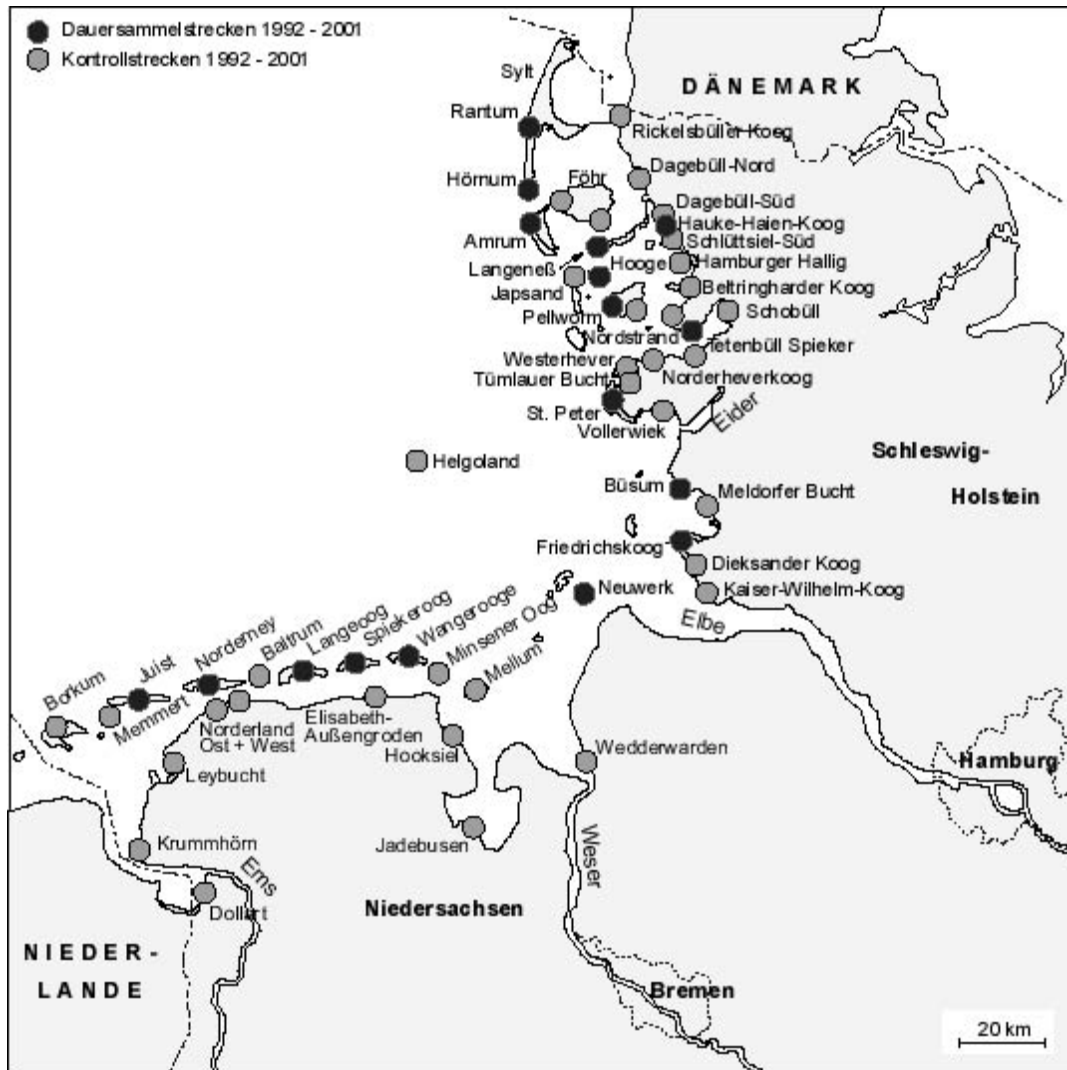 Dauersammelstrecken 1992 - 2001
Kontrollstrecken 1992 - 2001
Sylt
DÄNEMARK
Rantum
Rickelsbüller Koog
Dagebüll-Nord
Hörnum
Föhr
Dagebüll-Süd
Hauke-Haien-Koog
Amrum
Schlüttsiel-Süd
Langeneß
Hooge
Hamburger Hallig
Japsand
Beltringharder Koog
Pellworm
Schobüll
Nordstrand
Tetenbüll Spieker
Westerhever
Tümlauer Bucht
Norderheverkoog
St. Peter
Vollerwiek
Eider
Helgoland
Schleswig-
Holstein
Büsum
Meldorfer Bucht
Friedrichskoog
Dieksander Koog
Neuwerk
Kaiser-Wilhelm-Koog
Elbe
Borkum
Juist
Memmert
Norderney
Baltrum
Langeoog
Spiekeroog
Wangerooge
Minsener Oog
Mellum
Norderland
Ost + West
Elisabeth-
Außengroden
Hooksiel
Leybucht
Wedderwarden
Hamburg
Krummhörn
Jadebusen
Ems
Dollart
Weser
Niedersachsen
NIEDER-
LANDE
Bremen
20 km